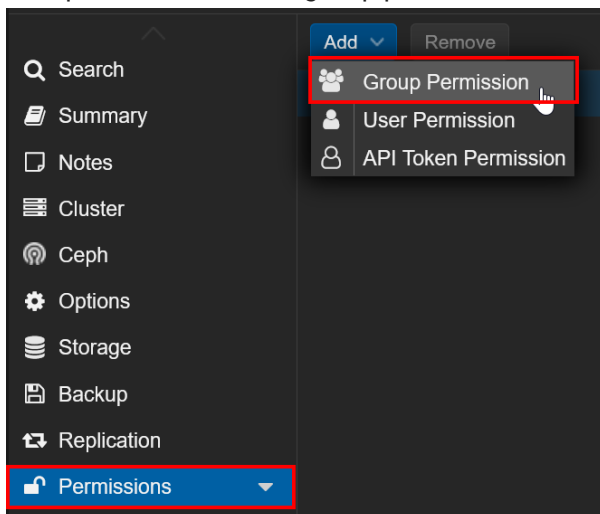 Add
Remove
Search
Group Permission
Summary
User Permission
Notes
API Token Permission
Cluster
Ceph
Options
Storage
Backup
Replication
Permissions